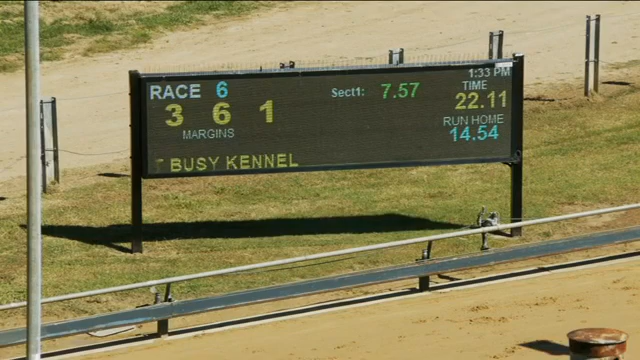 RACE 6 Sect1: 7.57 1:33 PM
TIME
3 6 1 22.11
MARGINS RUN HOME
14.54
T BUSY KENNEL